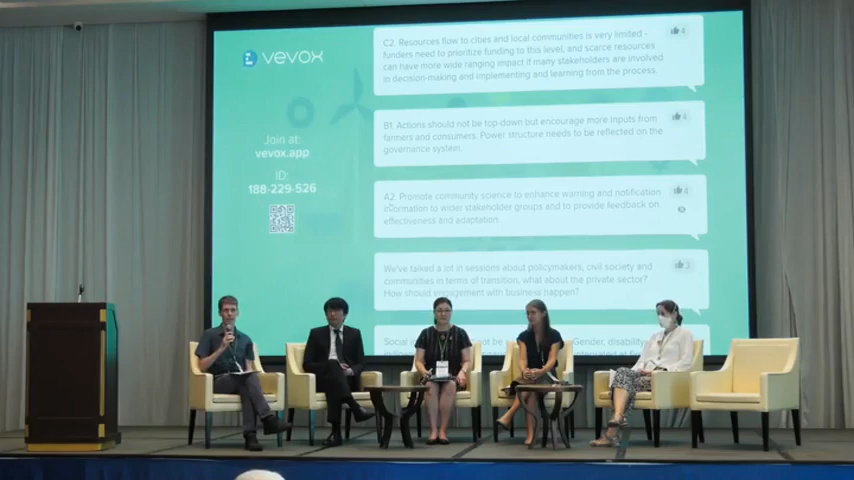 vevox
Join at:
vevox.app
ID:
188-229-526
C2. Resources flow to cities and local communities is very limited -
funders need to prioritize funding to this level, and scarce resources
can have more wide ranging impact if many stakeholders are involved
in decision-making and implementing and learning from the process.
4
B1. Actions should not be top-down but encourage more inputs from
farmers and consumers. Power structure needs to be reflected on the
governance system.
4
A2. Promote community science to enhance warning and notification
information to wider stakeholder groups and to provide feedback on
effectiveness and adaptation.
4
We've talked a lot in sessions about policymakers, civil society and
communities in terms of transition, what about the private sector?
How should engagement with business happen?
3
Social not be Gender, disability,